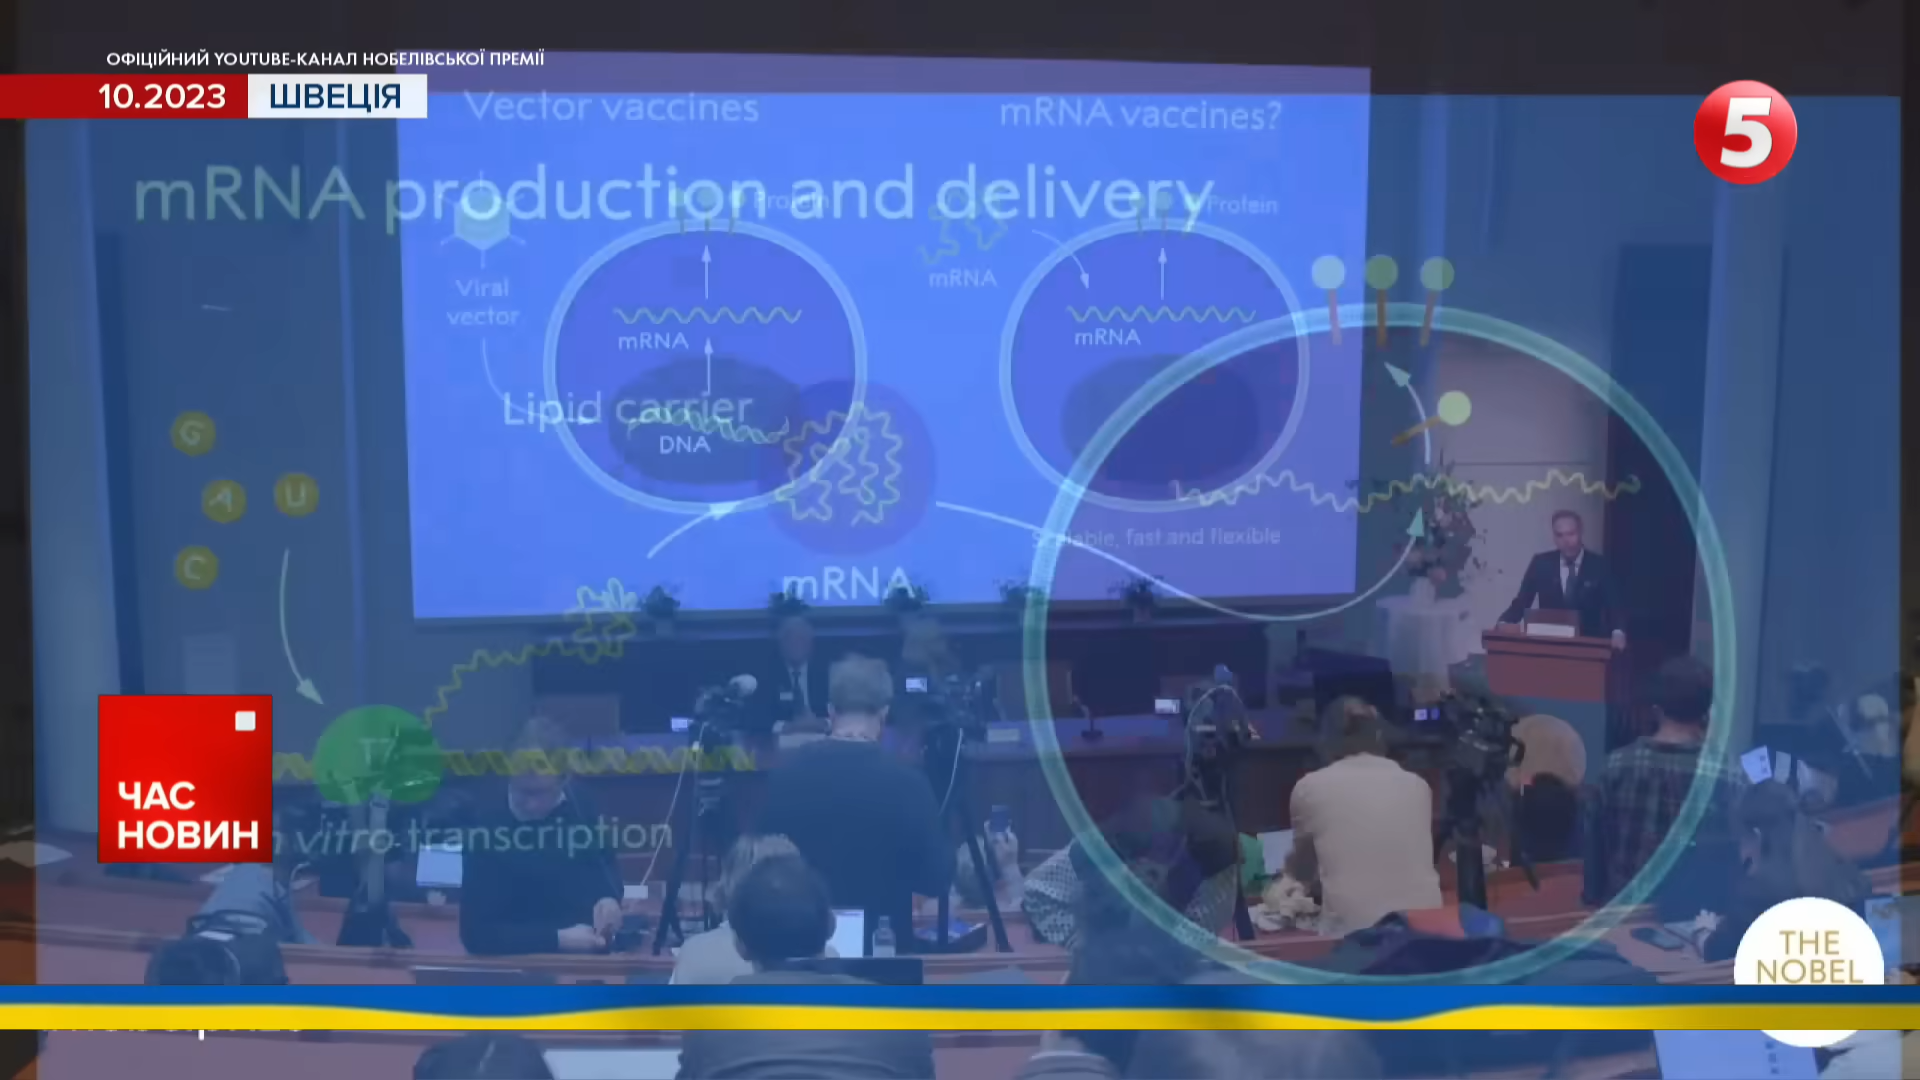 ОФІЦІЙНИЙ YOUTUBE-КАНАЛ НОБЕЛІВСЬКОЇ ПРЕМІЇ
10.2023 ШВЕЦІЯ
5
Vector vaccines
mRNA vaccines?
mRNA production and delivery
Protein
Protein
Viral
vector
mRNA
mRNA
mRNA
Lipid carrier
DNA
G
A
U
C
fast and flexible
mRNA
ЧАС
НОВИН
vitro transcription
THE
NOBEL